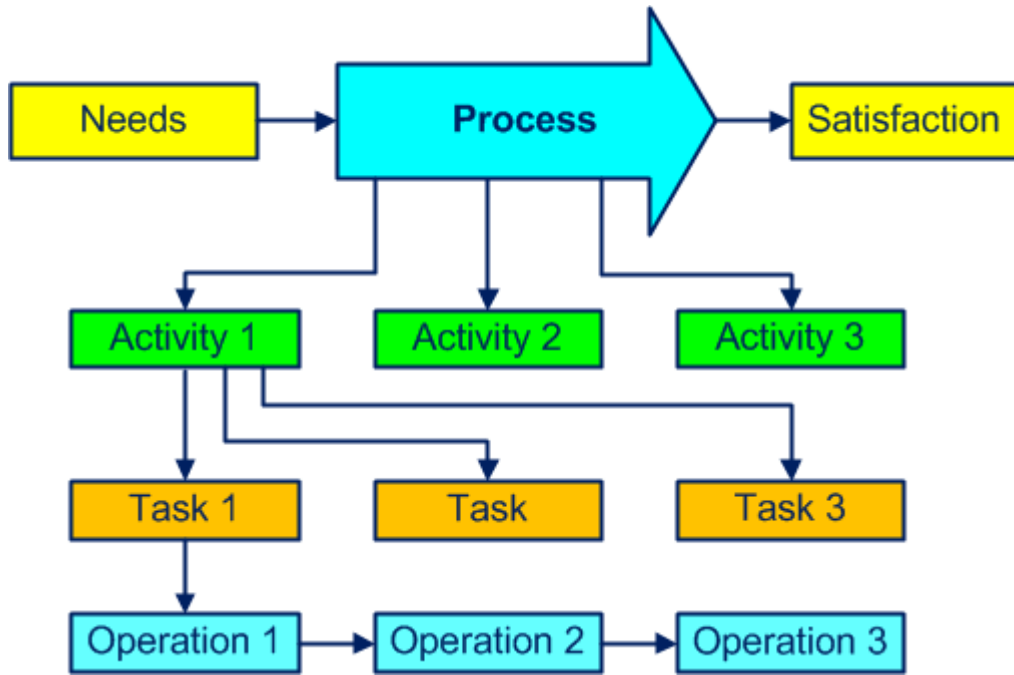 Needs
Process
Satisfaction
Activity 1
Activity 2
Activity 3
Task 1
Task
Task 3
Operation 1
Operation 2
Operation 3